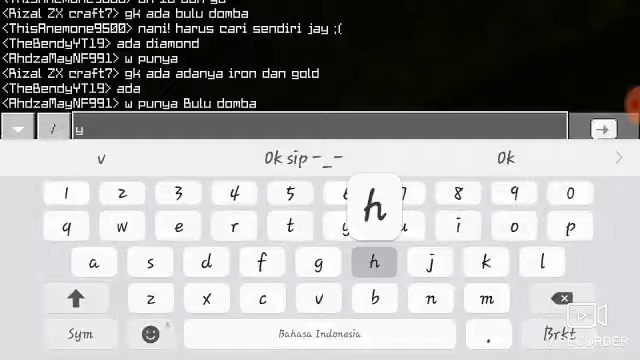 <Rizal ZX craft7> gk ada bulu domba
<ThisAnemone9500> nani! harus cari sendiri jay ;(
<TheBendyYT19> ada diamond
<AhdzaMayNF991> w punya
<Rizal ZX craft7> gk ada adanya iron dan gold
<TheBendyYT19> ada
<AhdzaMayNF991> w punya Bulu domba
/ y
v Ok sip -_- Ok
h
1 2 3 4 5 6 7 8 9 0
q w e r t y u i o p
a s d f g h j k l
z x c v b n m
Sym Bahasa Indonesia . Brkt
RECORDER